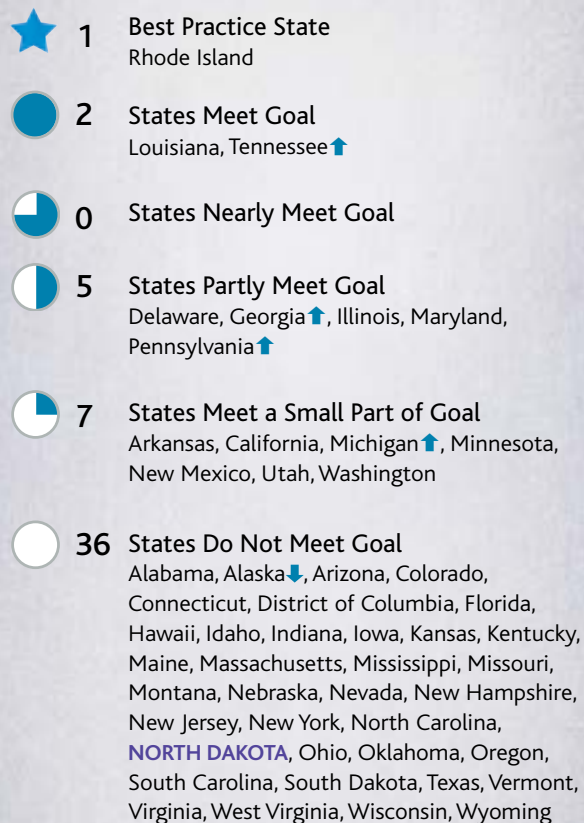 1 Best Practice State
Rhode Island
2 States Meet Goal
Louisiana, Tennessee⬆
0 States Nearly Meet Goal
5 States Partly Meet Goal
Delaware, Georgia⬆, Illinois, Maryland,
Pennsylvania⬆
7 States Meet a Small Part of Goal
Arkansas, California, Michigan⬆, Minnesota,
New Mexico, Utah, Washington
36 States Do Not Meet Goal
Alabama, Alaska⬇, Arizona, Colorado,
Connecticut, District of Columbia, Florida,
Hawaii, Idaho, Indiana, Iowa, Kansas, Kentucky,
Maine, Massachusetts, Mississippi, Missouri,
Montana, Nebraska, Nevada, New Hampshire,
New Jersey, New York, North Carolina,
NORTH DAKOTA, Ohio, Oklahoma, Oregon,
South Carolina, South Dakota, Texas, Vermont,
Virginia, West Virginia, Wisconsin, Wyoming